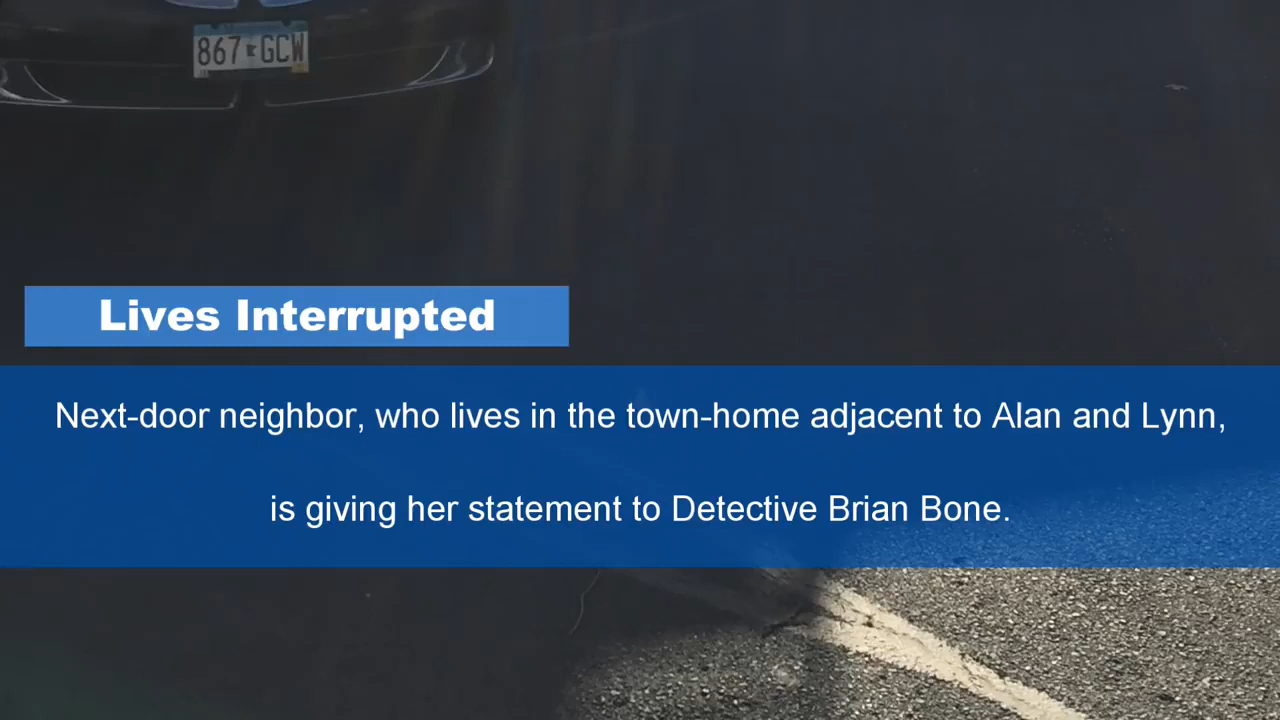 867 GCW
Lives Interrupted
Next-door neighbor, who lives in the town-home adjacent to Alan and Lynn,
is giving her statement to Detective Brian Bone.